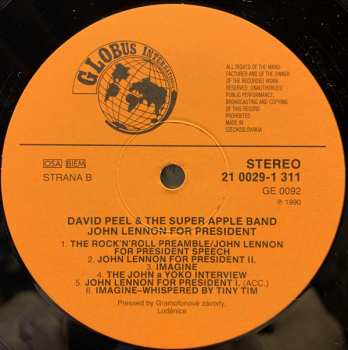 GLOBUS INTERNATIONAL
ALL RIGHTS OF THE MANU-
FACTURER AND OF THE OWNER
OF THE RECORDED WORK
RESERVED. UNAUTHORIZED
PUBLIC PERFORMANCE,
BROADCASTING AND COPYING
OF THIS RECORD
PROHIBITED
MADE IN
CZECHOSLOVAKIA
OSA BIEM
STRANA B
STEREO
21 0029-1 311
GE 0092
℗ 1990
DAVID PEEL & THE SUPER APPLE BAND
JOHN LENNON FOR PRESIDENT
1. THE ROCK'N'ROLL PREAMBLE/JOHN LENNON
FOR PRESIDENT SPEECH
2. JOHN LENNON FOR PRESIDENT II.
3. IMAGINE
4. THE JOHN a YOKO INTERVIEW
5. JOHN LENNON FOR PRESIDENT I. (ACC.)
6. IMAGINE–WHISPERED BY TINY TIM
Pressed by Gramofonové závody,
Loděnice